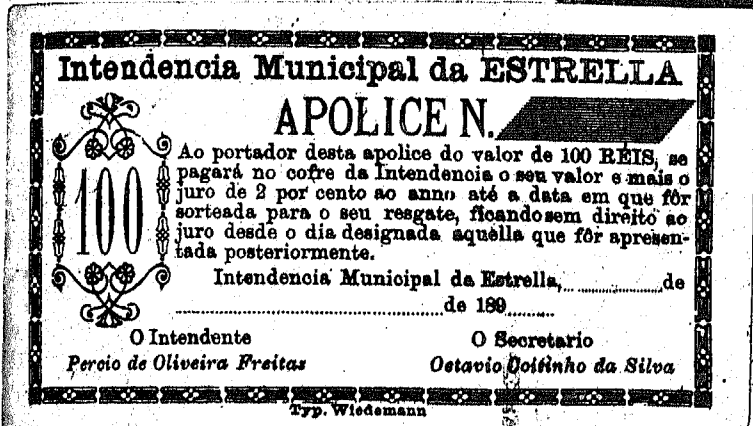 Intendencia Municipal da ESTRELLA
APOLICE N.
100
Ao portador desta apolice do valor de 100 RÉIS, se
pagará no cofre da Intendencia o seu valor e mais o
juro de 2 por cento ao anno até a data em que fôr
sorteada para o seu resgate, ficando sem direito ao
juro desde o dia designada aquella que fôr apresen-
tada posteriormente.
Intendencia Municipal da Estrella, ............ de
............ de 189............
O Intendente O Secretario
Percio de Oliveira Freitas Octavio Coitinho da Silva
Typ. Wiedemann